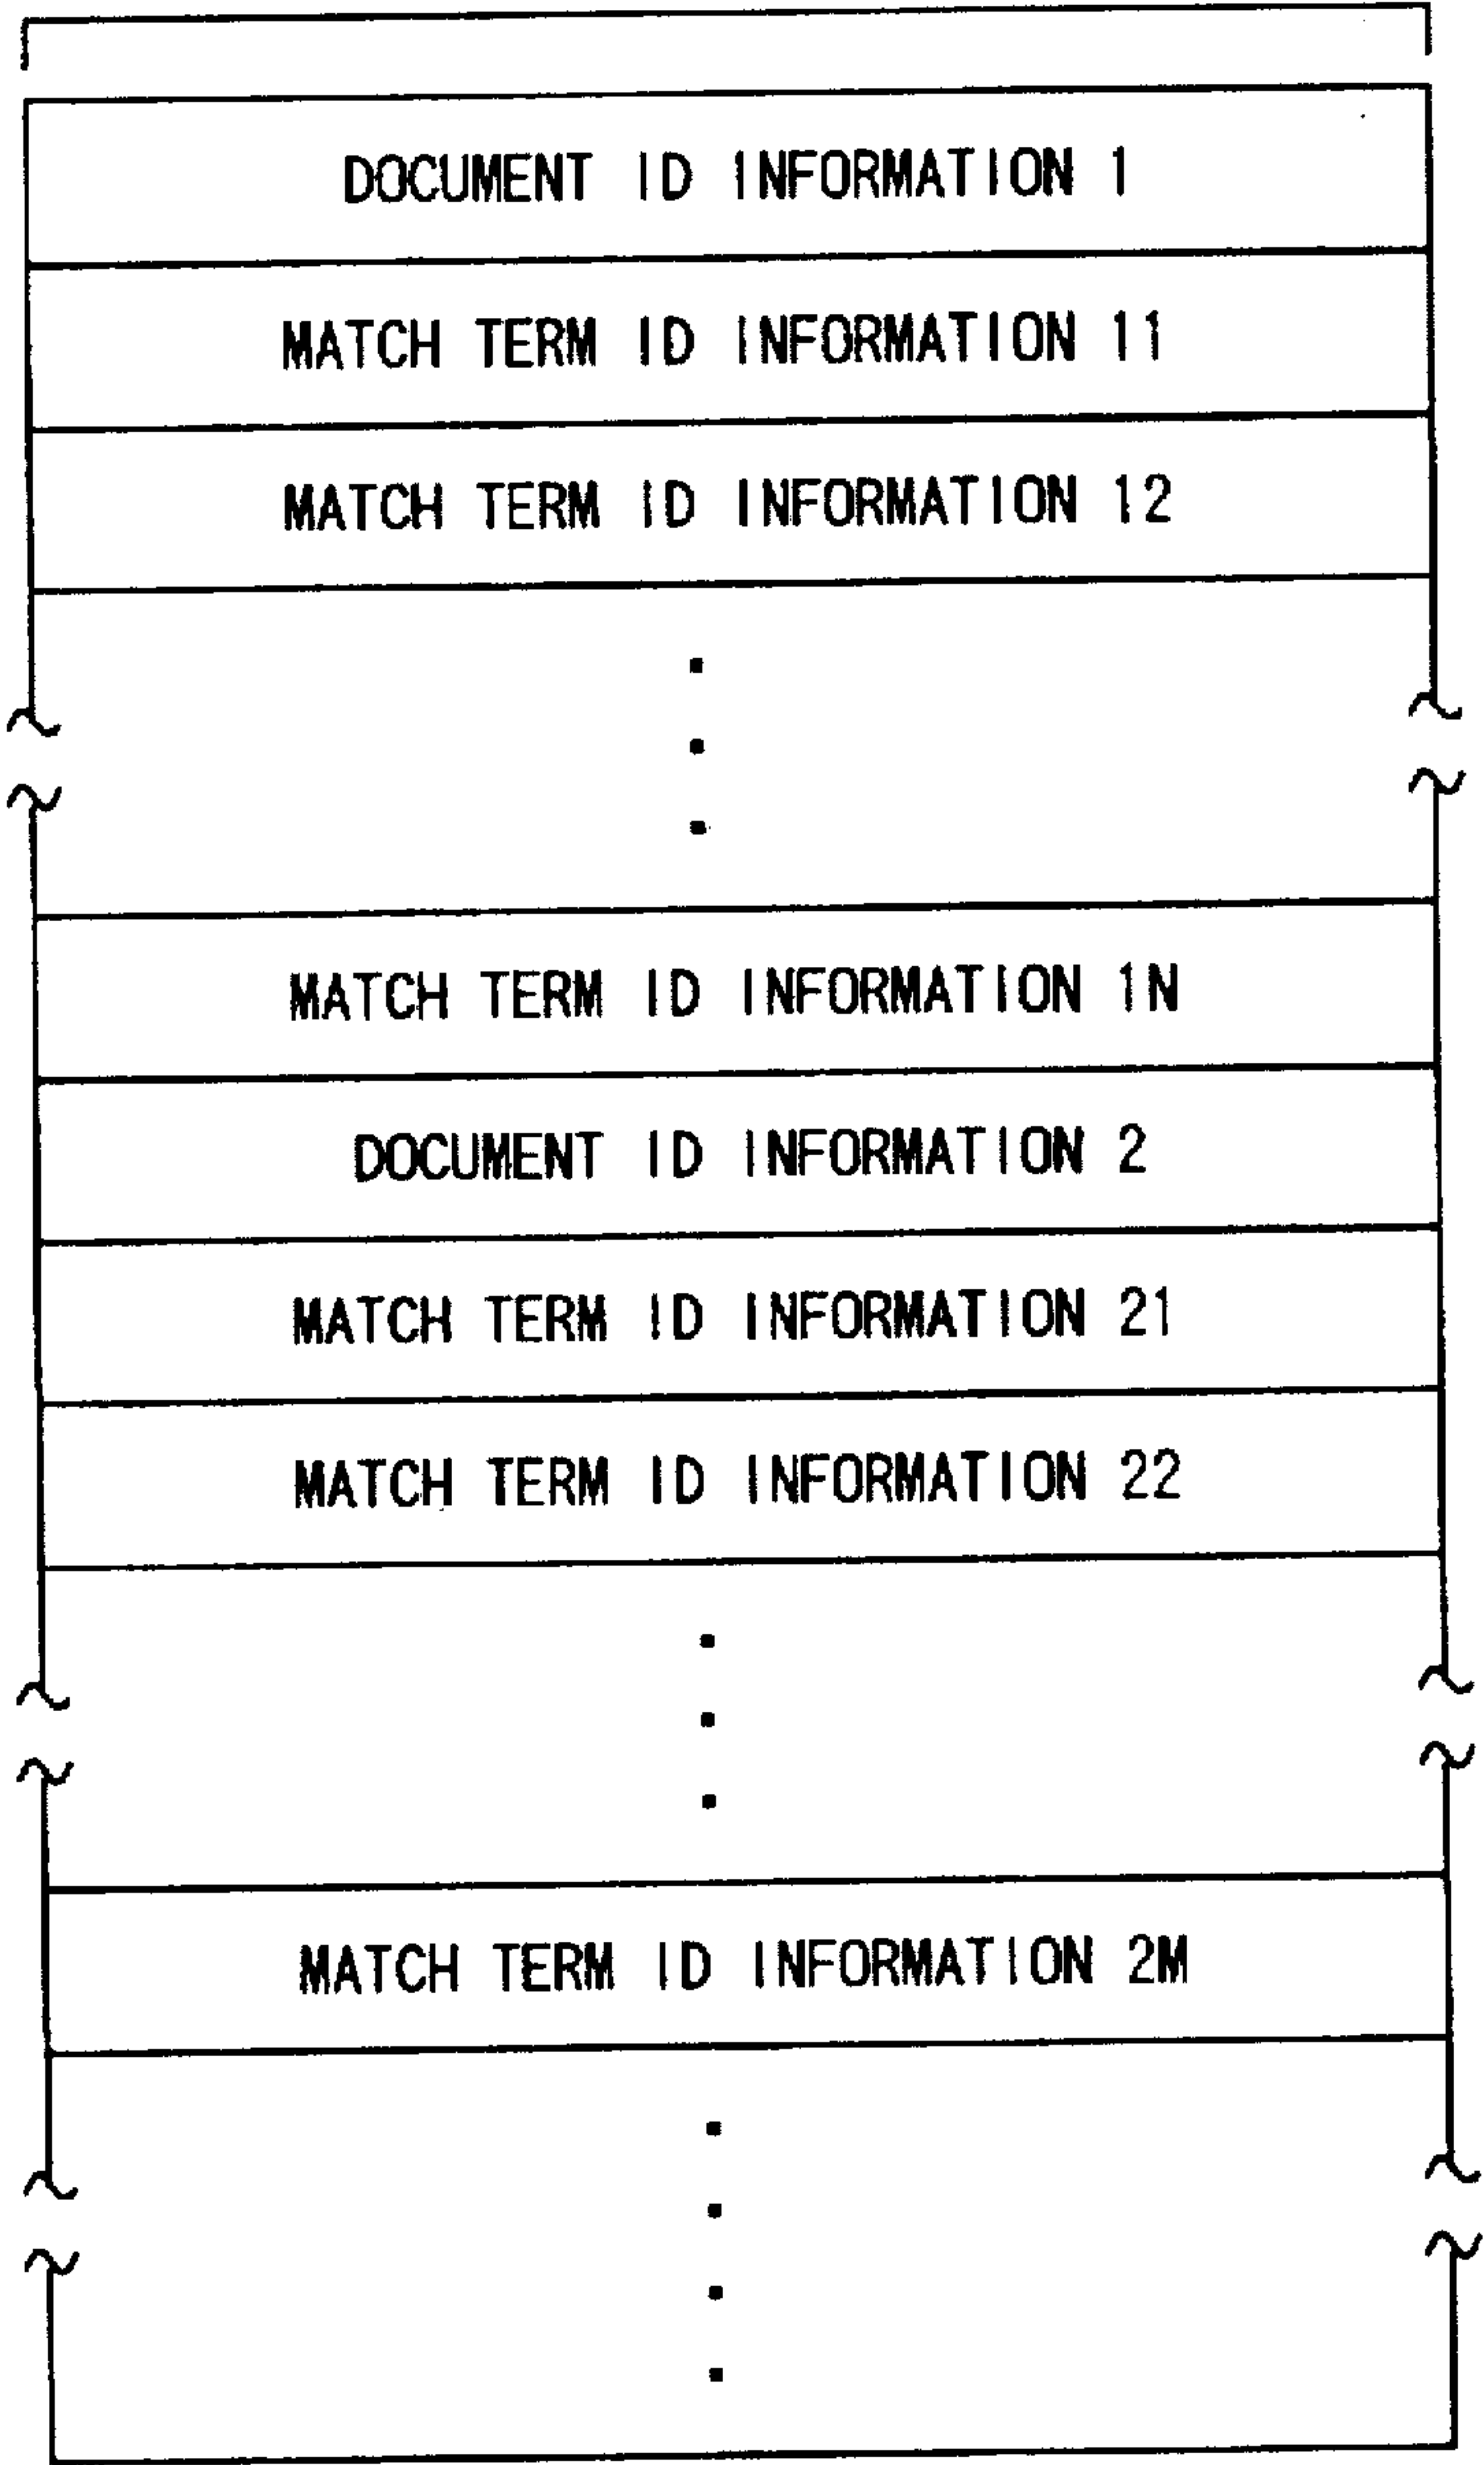 DOCUMENT ID INFORMATION 1
MATCH TERM ID INFORMATION 11
MATCH TERM ID INFORMATION 12
MATCH TERM ID INFORMATION 1N
DOCUMENT ID INFORMATION 2
MATCH TERM ID INFORMATION 21
MATCH TERM ID INFORMATION 22
MATCH TERM ID INFORMATION 2M